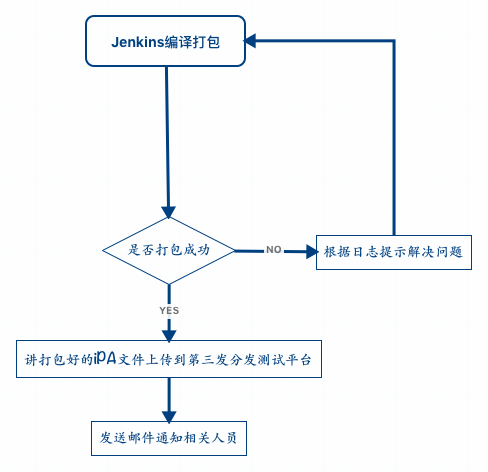 Jenkins编译打包
是否打包成功
NO
根据日志提示解决问题
YES
讲打包好的iPA文件上传到第三发分发测试平台
发送邮件通知相关人员